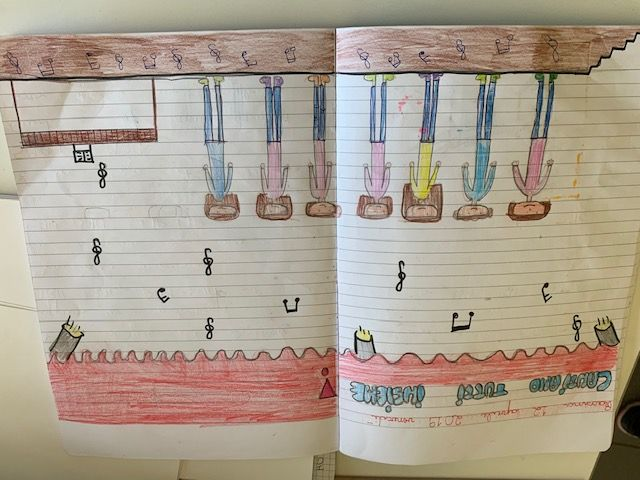 12 aprile 2019 venerdì
CANTIAMO TUTTI INSIEME